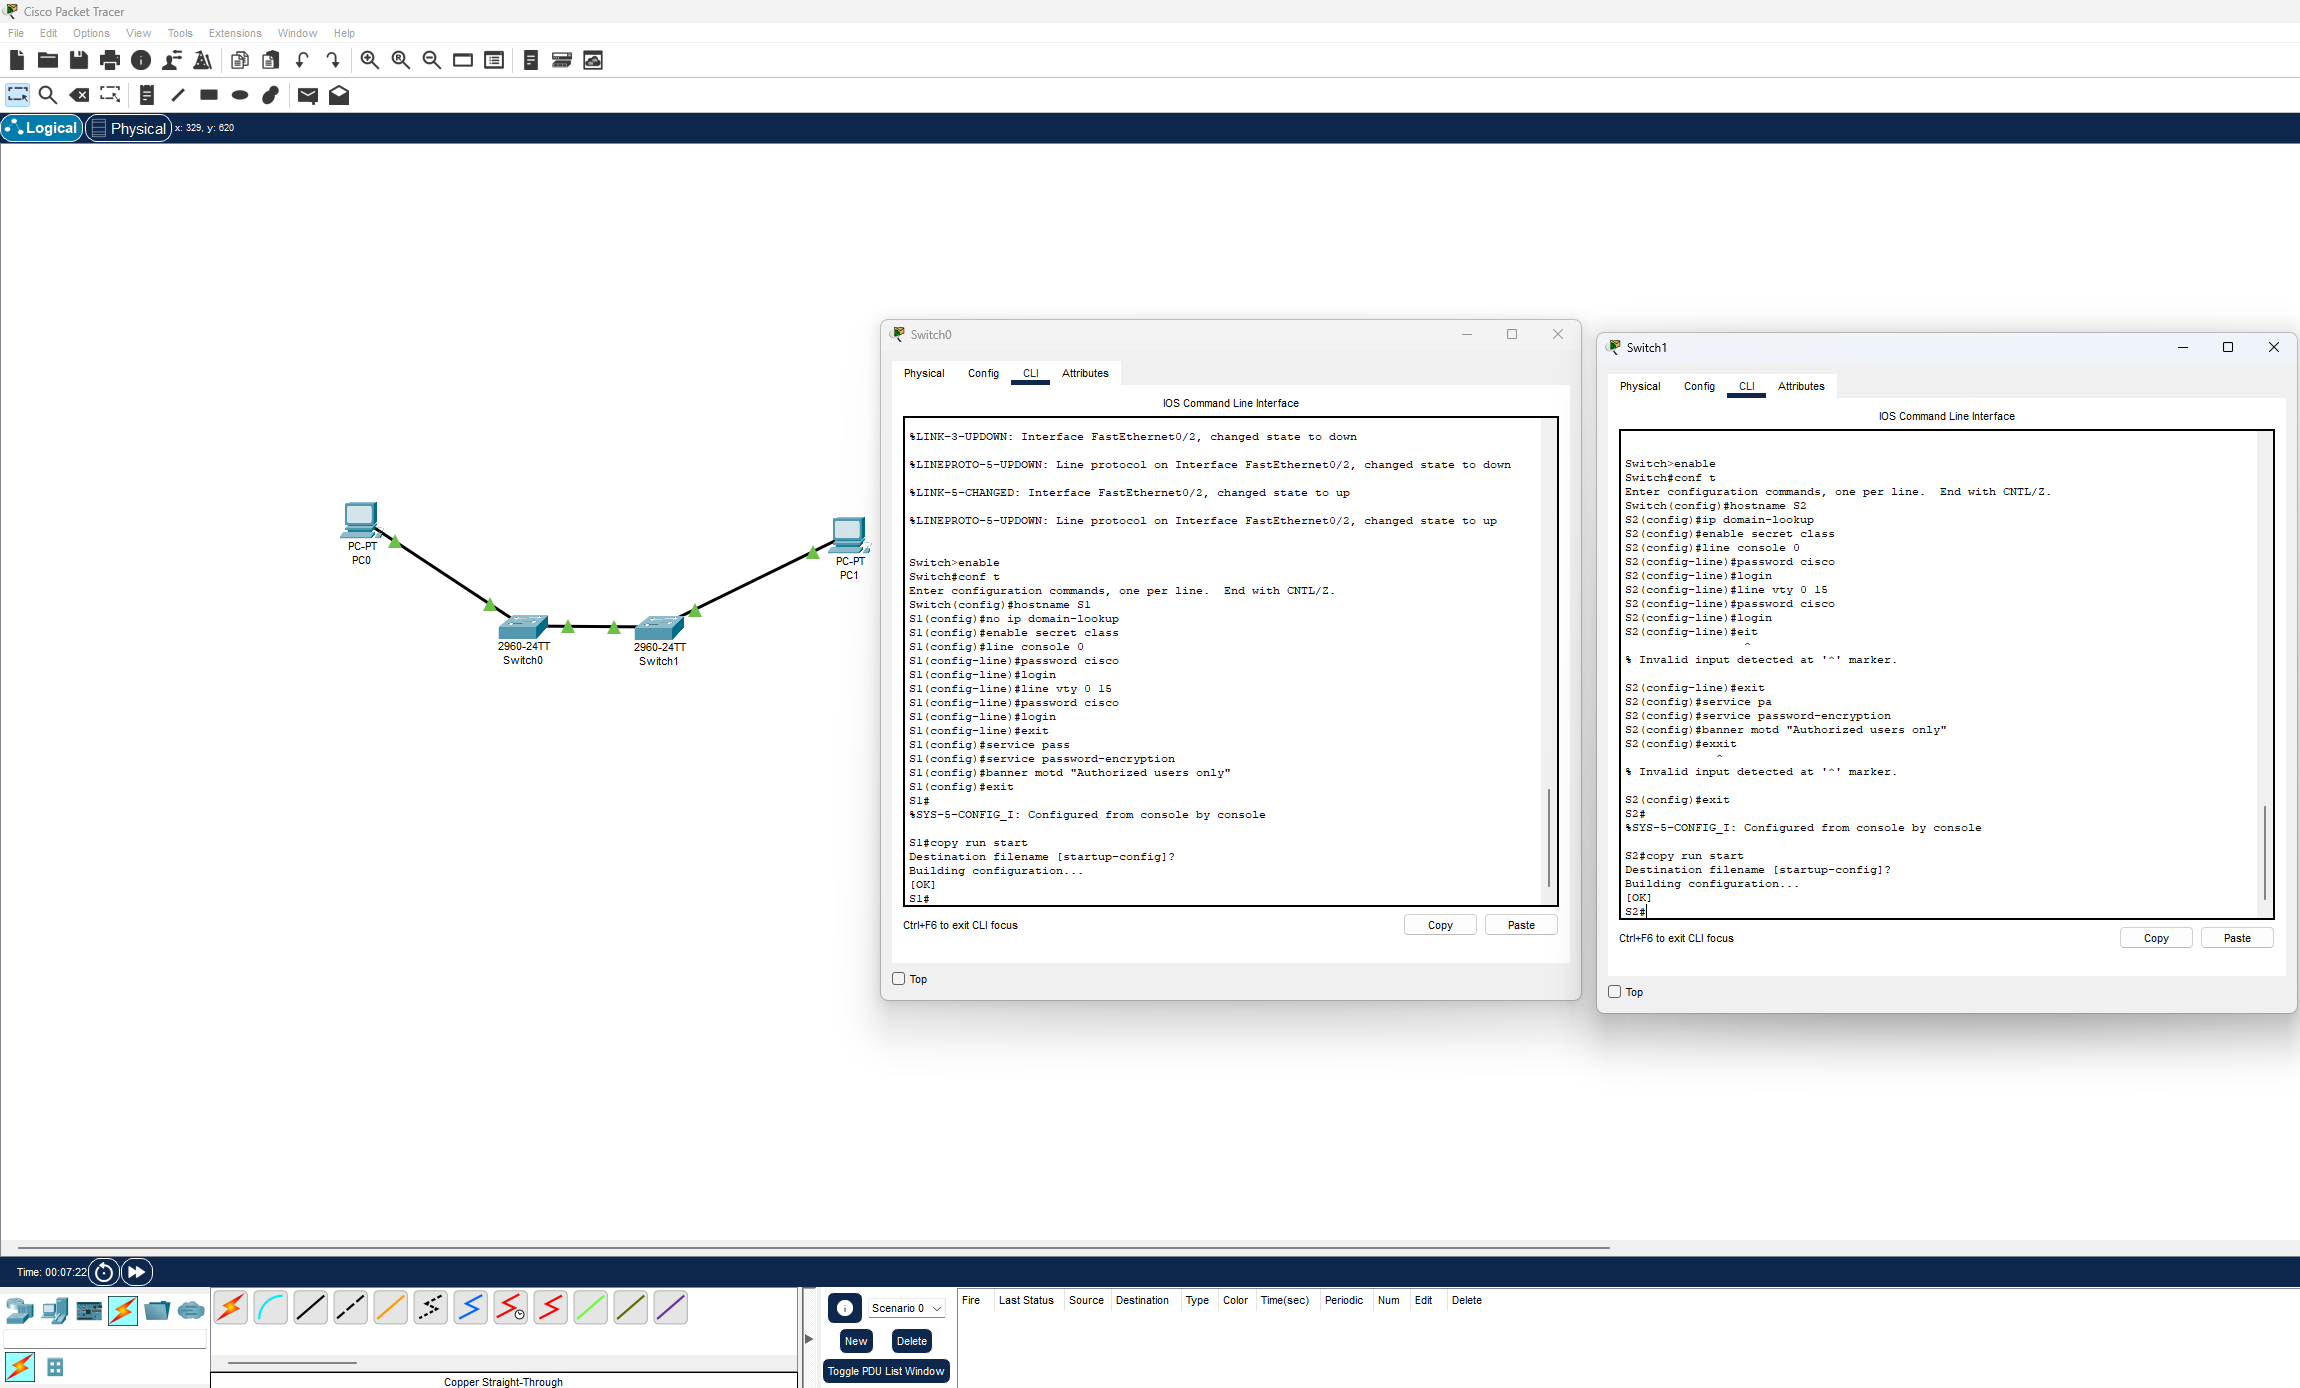 Cisco Packet Tracer
File Edit Options View Tools Extensions Window Help
Logical Physical x: 329, y: 620
PC-PT
PC0
PC-PT
PC1
2960-24TT
Switch0
2960-24TT
Switch1
Switch0
Physical Config CLI Attributes
IOS Command Line Interface
%LINK-3-UPDOWN: Interface FastEthernet0/2, changed state to down
%LINEPROTO-5-UPDOWN: Line protocol on Interface FastEthernet0/2, changed state to down
%LINK-5-CHANGED: Interface FastEthernet0/2, changed state to up
%LINEPROTO-5-UPDOWN: Line protocol on Interface FastEthernet0/2, changed state to up
Switch>enable
Switch#conf t
Enter configuration commands, one per line.  End with CNTL/Z.
Switch(config)#hostname S1
S1(config)#no ip domain-lookup
S1(config)#enable secret class
S1(config)#line console 0
S1(config-line)#password cisco
S1(config-line)#login
S1(config-line)#line vty 0 15
S1(config-line)#password cisco
S1(config-line)#login
S1(config-line)#exit
S1(config)#service pass
S1(config)#service password-encryption
S1(config)#banner motd "Authorized users only"
S1(config)#exit
S1#
%SYS-5-CONFIG_I: Configured from console by console
S1#copy run start
Destination filename [startup-config]?
Building configuration...
[OK]
S1#
Ctrl+F6 to exit CLI focus
Copy Paste
Top
Switch1
Physical Config CLI Attributes
IOS Command Line Interface
Switch>enable
Switch#conf t
Enter configuration commands, one per line.  End with CNTL/Z.
Switch(config)#hostname S2
S2(config)#ip domain-lookup
S2(config)#enable secret class
S2(config)#line console 0
S2(config-line)#password cisco
S2(config-line)#login
S2(config-line)#line vty 0 15
S2(config-line)#password cisco
S2(config-line)#login
S2(config-line)#eit
^
% Invalid input detected at '^' marker.
S2(config-line)#exit
S2(config)#service pa
S2(config)#service password-encryption
S2(config)#banner motd "Authorized users only"
S2(config)#exxit
^
% Invalid input detected at '^' marker.
S2(config)#exit
S2#
%SYS-5-CONFIG_I: Configured from console by console
S2#copy run start
Destination filename [startup-config]?
Building configuration...
[OK]
S2#
Ctrl+F6 to exit CLI focus
Copy Paste
Top
Time: 00:07:22
Copper Straight-Through
Scenario 0
New Delete
Toggle PDU List Window
Fire Last Status Source Destination Type Color Time(sec) Periodic Num Edit Delete